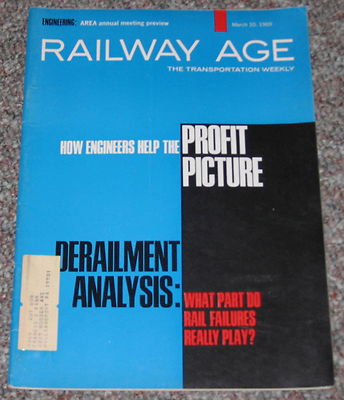 ENGINEERING: AREA annual meeting preview
March 10, 1969
RAILWAY AGE
THE TRANSPORTATION WEEKLY
HOW ENGINEERS HELP THE PROFIT
PICTURE
DERAILMENT
ANALYSIS:
WHAT PART DO
RAIL FAILURES
REALLY PLAY?